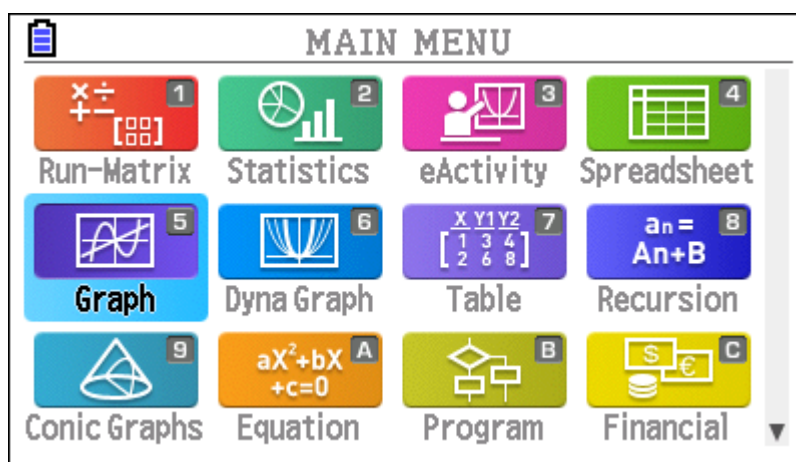 MAIN MENU
×÷ 1
+− [88]
Run-Matrix
2
Statistics
3
eActivity
4
Spreadsheet
5
Graph
6
Dyna Graph
X Y1 Y2 7
1 3 4
2 6 8
Table
an= 8
An+B
Recursion
9
Conic Graphs
aX²+bX A
+c=0
Equation
B
Program
$ € C
Financial